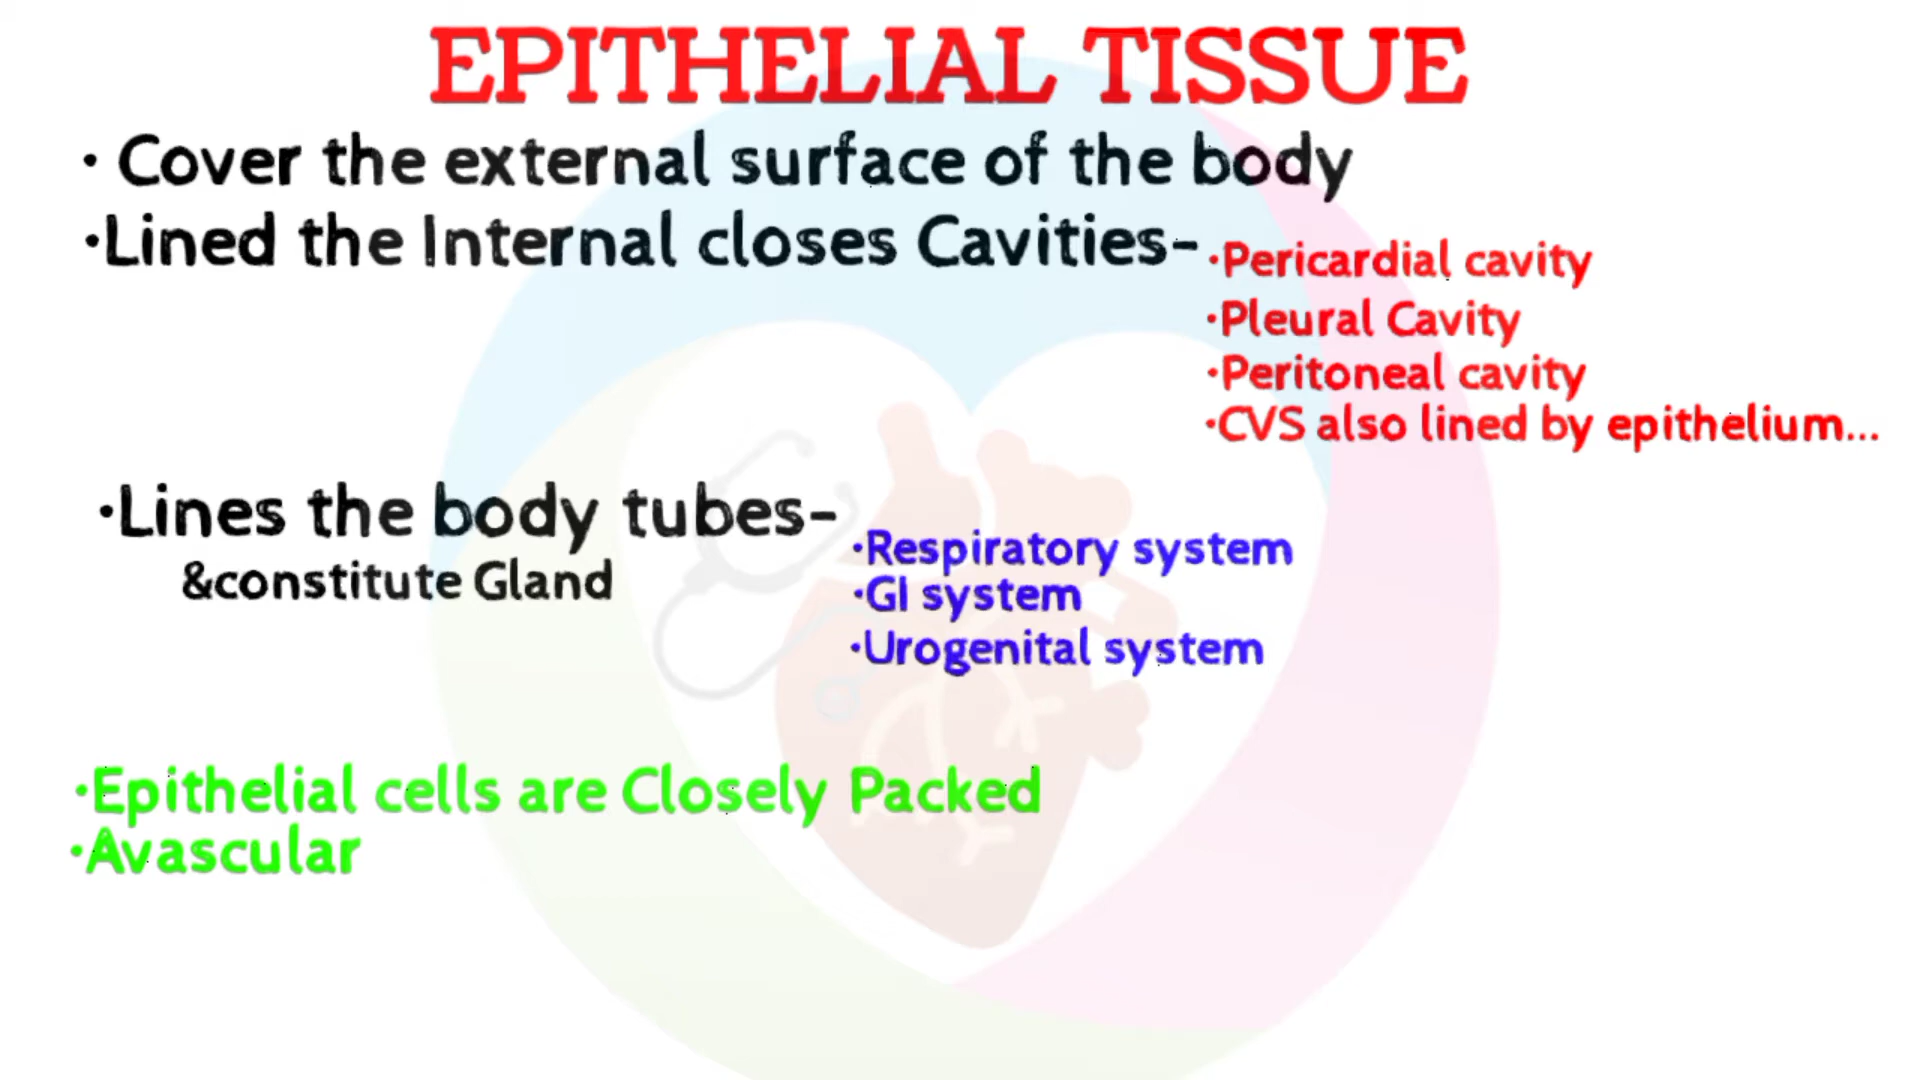 EPITHELIAL TISSUE
• Cover the external surface of the body
•Lined the Internal closes Cavities-
•Pericardial cavity
•Pleural Cavity
•Peritoneal cavity
•CVS also lined by epithelium...
•Lines the body tubes-
&constitute Gland
•Respiratory system
•GI system
•Urogenital system
•Epithelial cells are Closely Packed
•Avascular